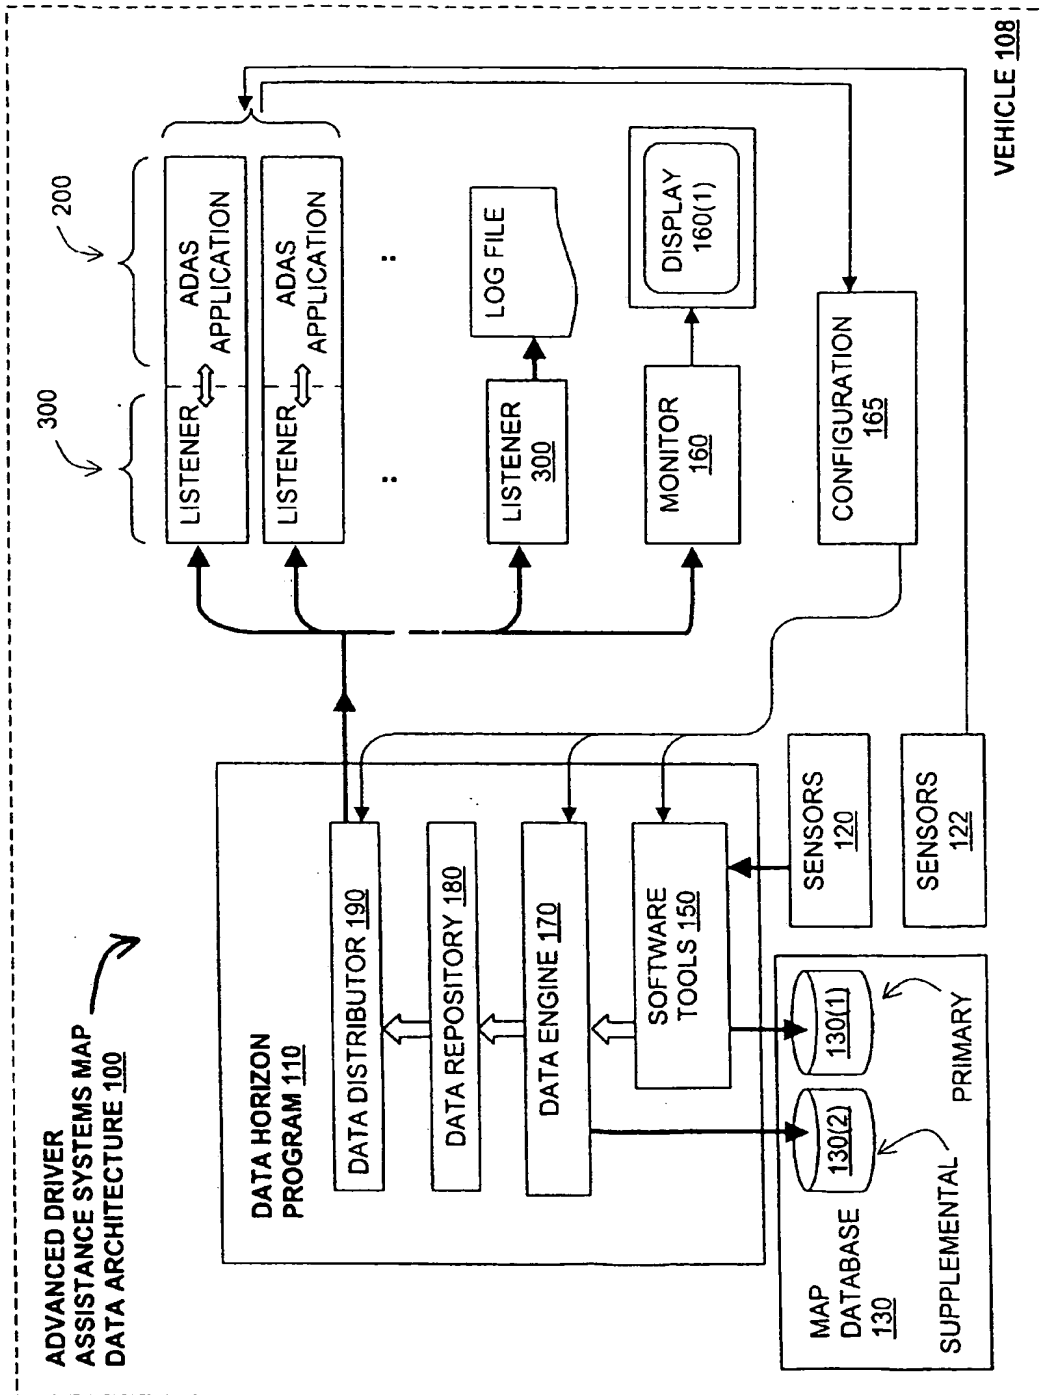 ADVANCED DRIVER
ASSISTANCE SYSTEMS MAP
DATA ARCHITECTURE 100
VEHICLE 108
DATA HORIZON
PROGRAM 110
DATA DISTRIBUTOR 190
DATA REPOSITORY 180
DATA ENGINE 170
SOFTWARE
TOOLS 150
MAP
DATABASE
130
130(2)
130(1)
SUPPLEMENTAL
PRIMARY
SENSORS
120
SENSORS
122
300
200
LISTENER
ADAS
APPLICATION
LISTENER
ADAS
APPLICATION
..
..
LISTENER
300
LOG FILE
MONITOR
160
DISPLAY
160(1)
CONFIGURATION
165